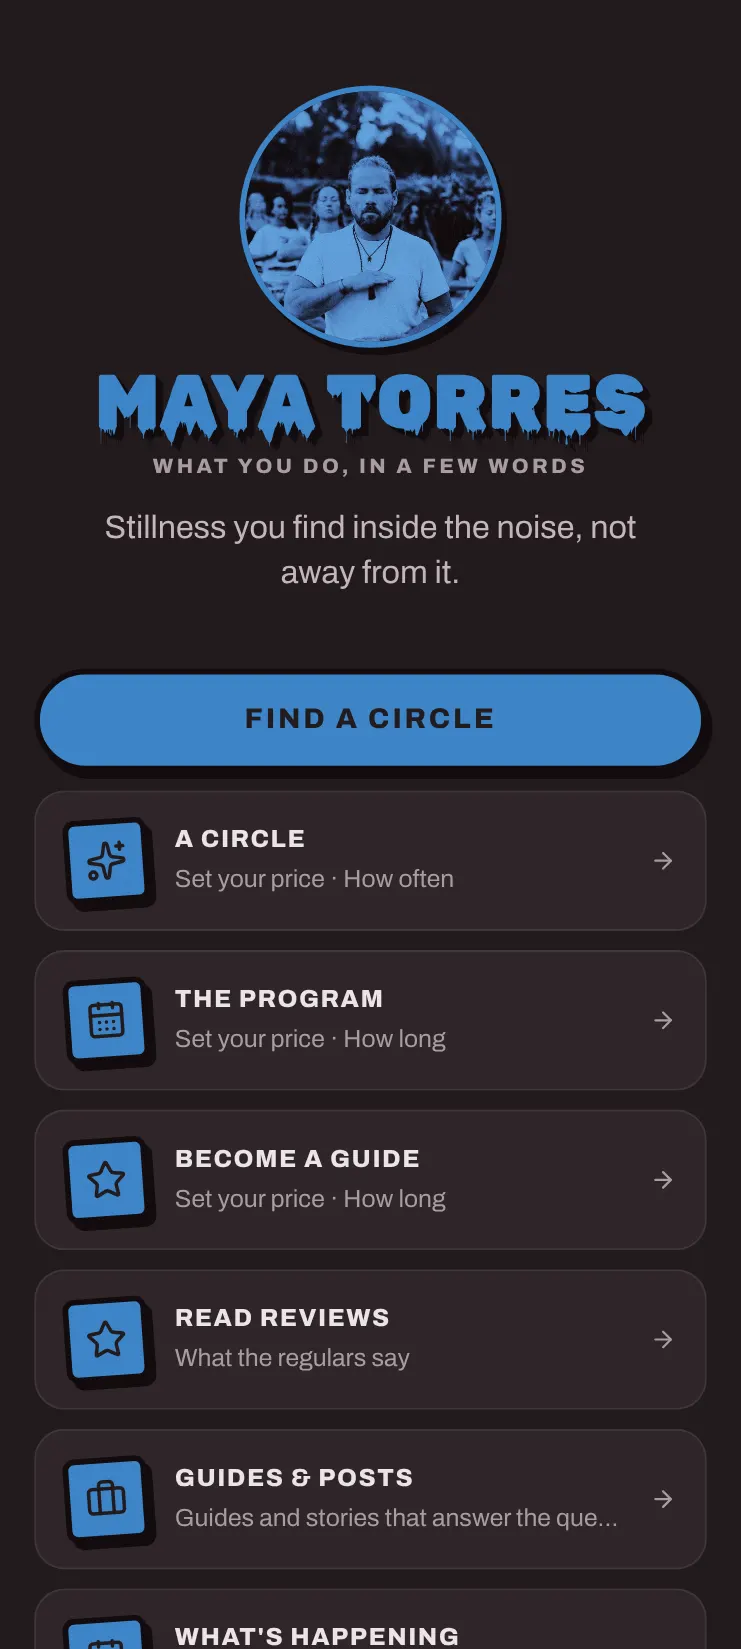 MAYA TORRES
WHAT YOU DO, IN A FEW WORDS
Stillness you find inside the noise, not
away from it.
FIND A CIRCLE
A CIRCLE
Set your price · How often
THE PROGRAM
Set your price · How long
BECOME A GUIDE
Set your price · How long
READ REVIEWS
What the regulars say
GUIDES & POSTS
Guides and stories that answer the que...
WHAT'S HAPPENING